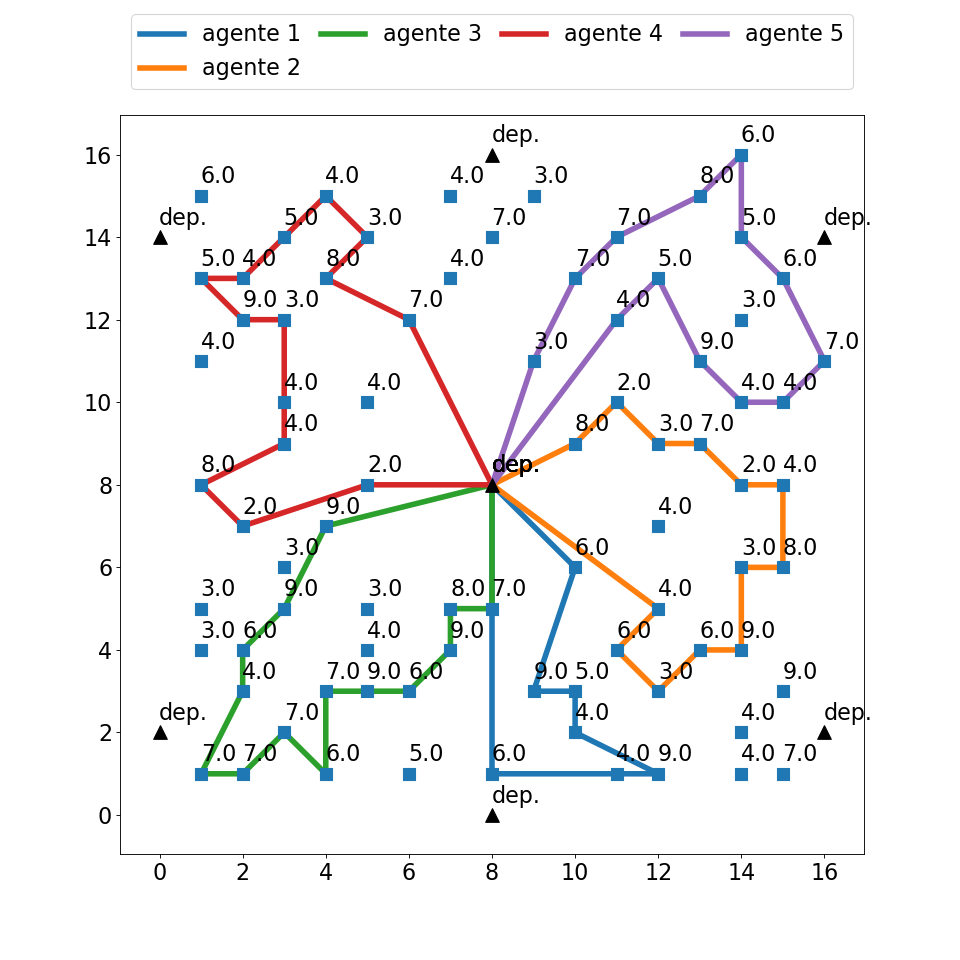 agente 1 agente 3 agente 4 agente 5
agente 2
dep. 6.0
6.0 4.0 4.0 3.0 8.0
dep. 5.0 3.0 7.0 7.0 5.0 dep.
5.0 4.0 8.0 4.0 7.0 5.0 6.0
9.0 3.0 7.0 4.0 3.0
4.0 3.0 9.0 7.0
4.0 4.0 2.0 4.0 4.0
4.0 8.0 3.0 7.0
8.0 2.0 dep. 2.0 4.0
2.0 9.0 4.0
3.0 6.0 3.0 8.0
3.0 9.0 3.0 8.0 7.0 4.0
3.0 6.0 4.0 9.0 6.0 6.0 9.0
4.0 7.0 9.0 6.0 9.0 5.0 3.0 9.0
dep. 7.0 4.0 4.0 dep.
7.0 7.0 6.0 5.0 6.0 4.0 9.0 4.0 7.0
dep.
16
14
12
10
8
6
4
2
0
0 2 4 6 8 10 12 14 16